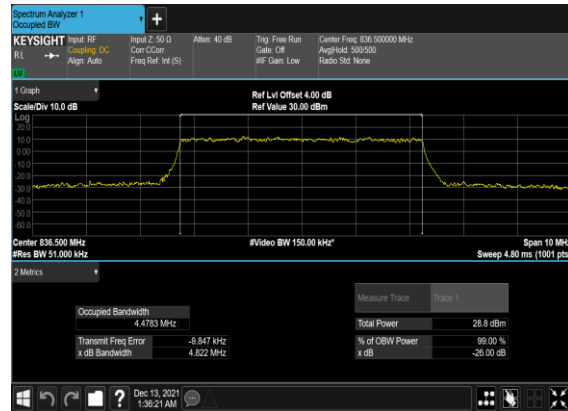 Spectrum Analyzer 1
Occupied BW
+
KEYSIGHT Input: RF Input Z: 50 Ω Atten: 40 dB Trig: Free Run Center Freq: 836.500000 MHz
RL Coupling: DC Corr CCorr Gate: Off Avg|Hold: 500/500
Align: Auto Freq Ref: Int (S) #IF Gain: Low Radio Std: None
1 Graph
Ref Lvl Offset 4.00 dB
Scale/Div 10.0 dB Ref Value 30.00 dBm
Log
20.0
10.0
0.00
-10.0
-20.0
-30.0
-40.0
-50.0
-60.0
Center 836.500 MHz #Video BW 150.00 kHz* Span 10 MHz
#Res BW 51.000 kHz Sweep 4.80 ms (1001 pts
2 Metrics
Measure Trace Trace 1
Occupied Bandwidth
4.4783 MHz
Total Power 28.8 dBm
Transmit Freq Error -9.847 kHz % of OBW Power 99.00 %
x dB Bandwidth 4.822 MHz x dB -26.00 dB
? Dec 13, 2021
1:36:21 AM